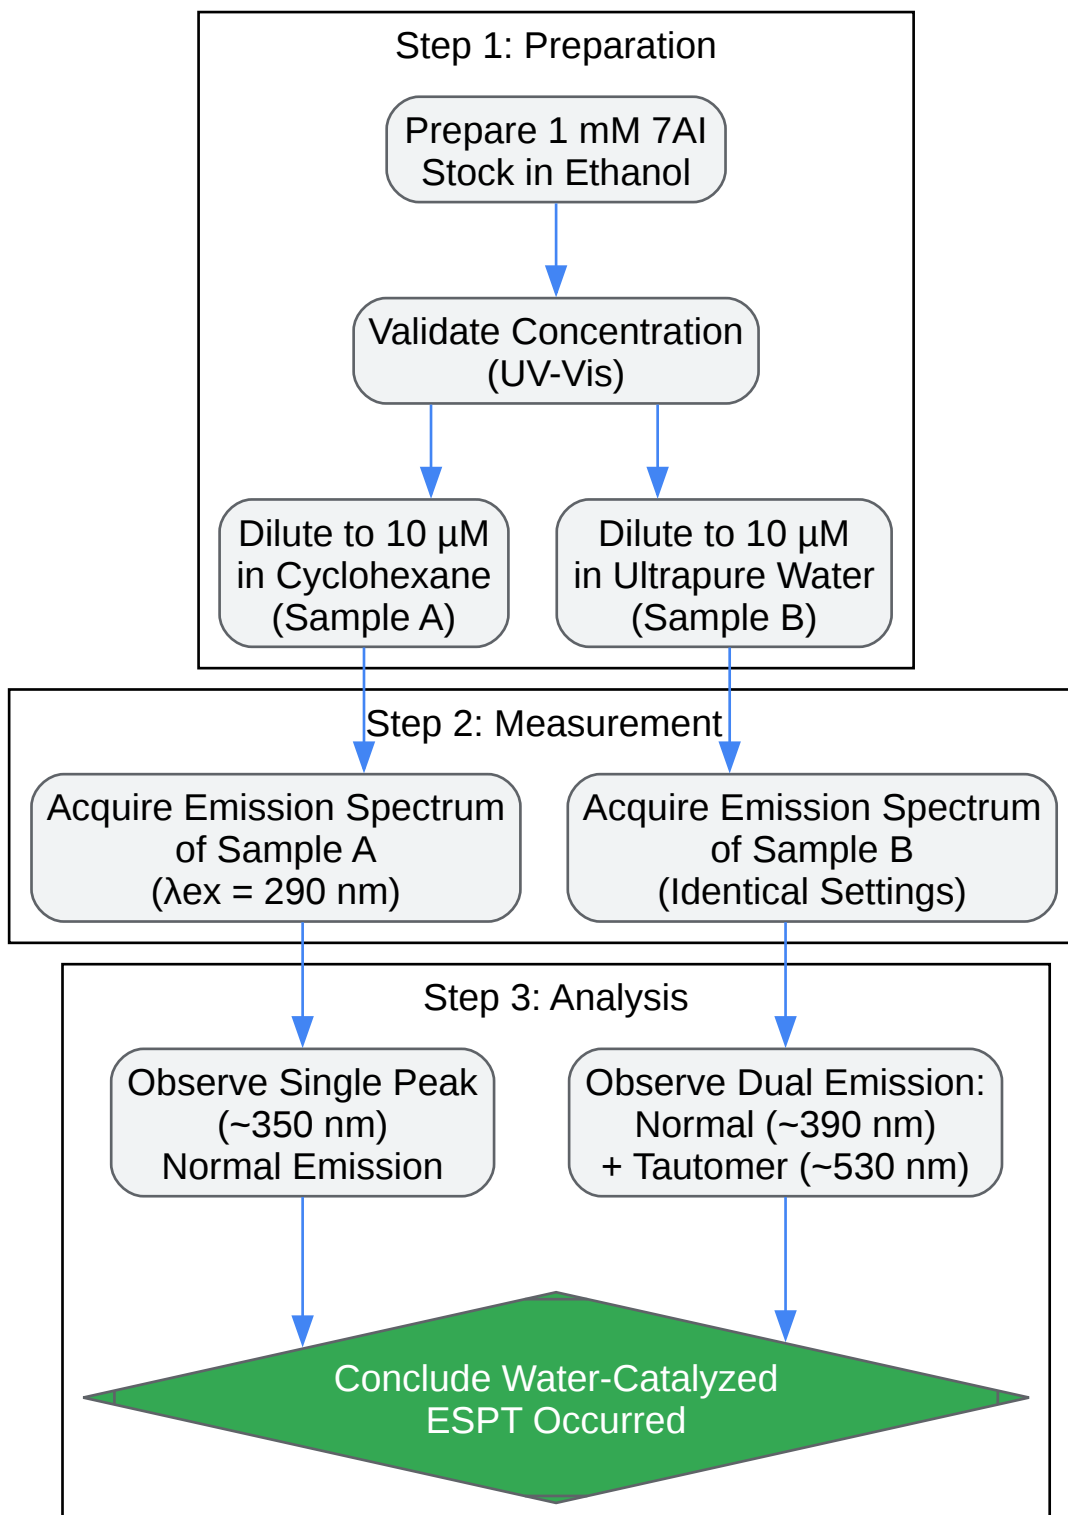 Step 1: Preparation
Prepare 1 mM 7AI
Stock in Ethanol
Validate Concentration
(UV-Vis)
Dilute to 10 µM
in Cyclohexane
(Sample A)
Dilute to 10 µM
in Ultrapure Water
(Sample B)
Step 2: Measurement
Acquire Emission Spectrum
of Sample A
(λex = 290 nm)
Acquire Emission Spectrum
of Sample B
(Identical Settings)
Step 3: Analysis
Observe Single Peak
(~350 nm)
Normal Emission
Observe Dual Emission:
Normal (~390 nm)
+ Tautomer (~530 nm)
Conclude Water-Catalyzed
ESPT Occurred